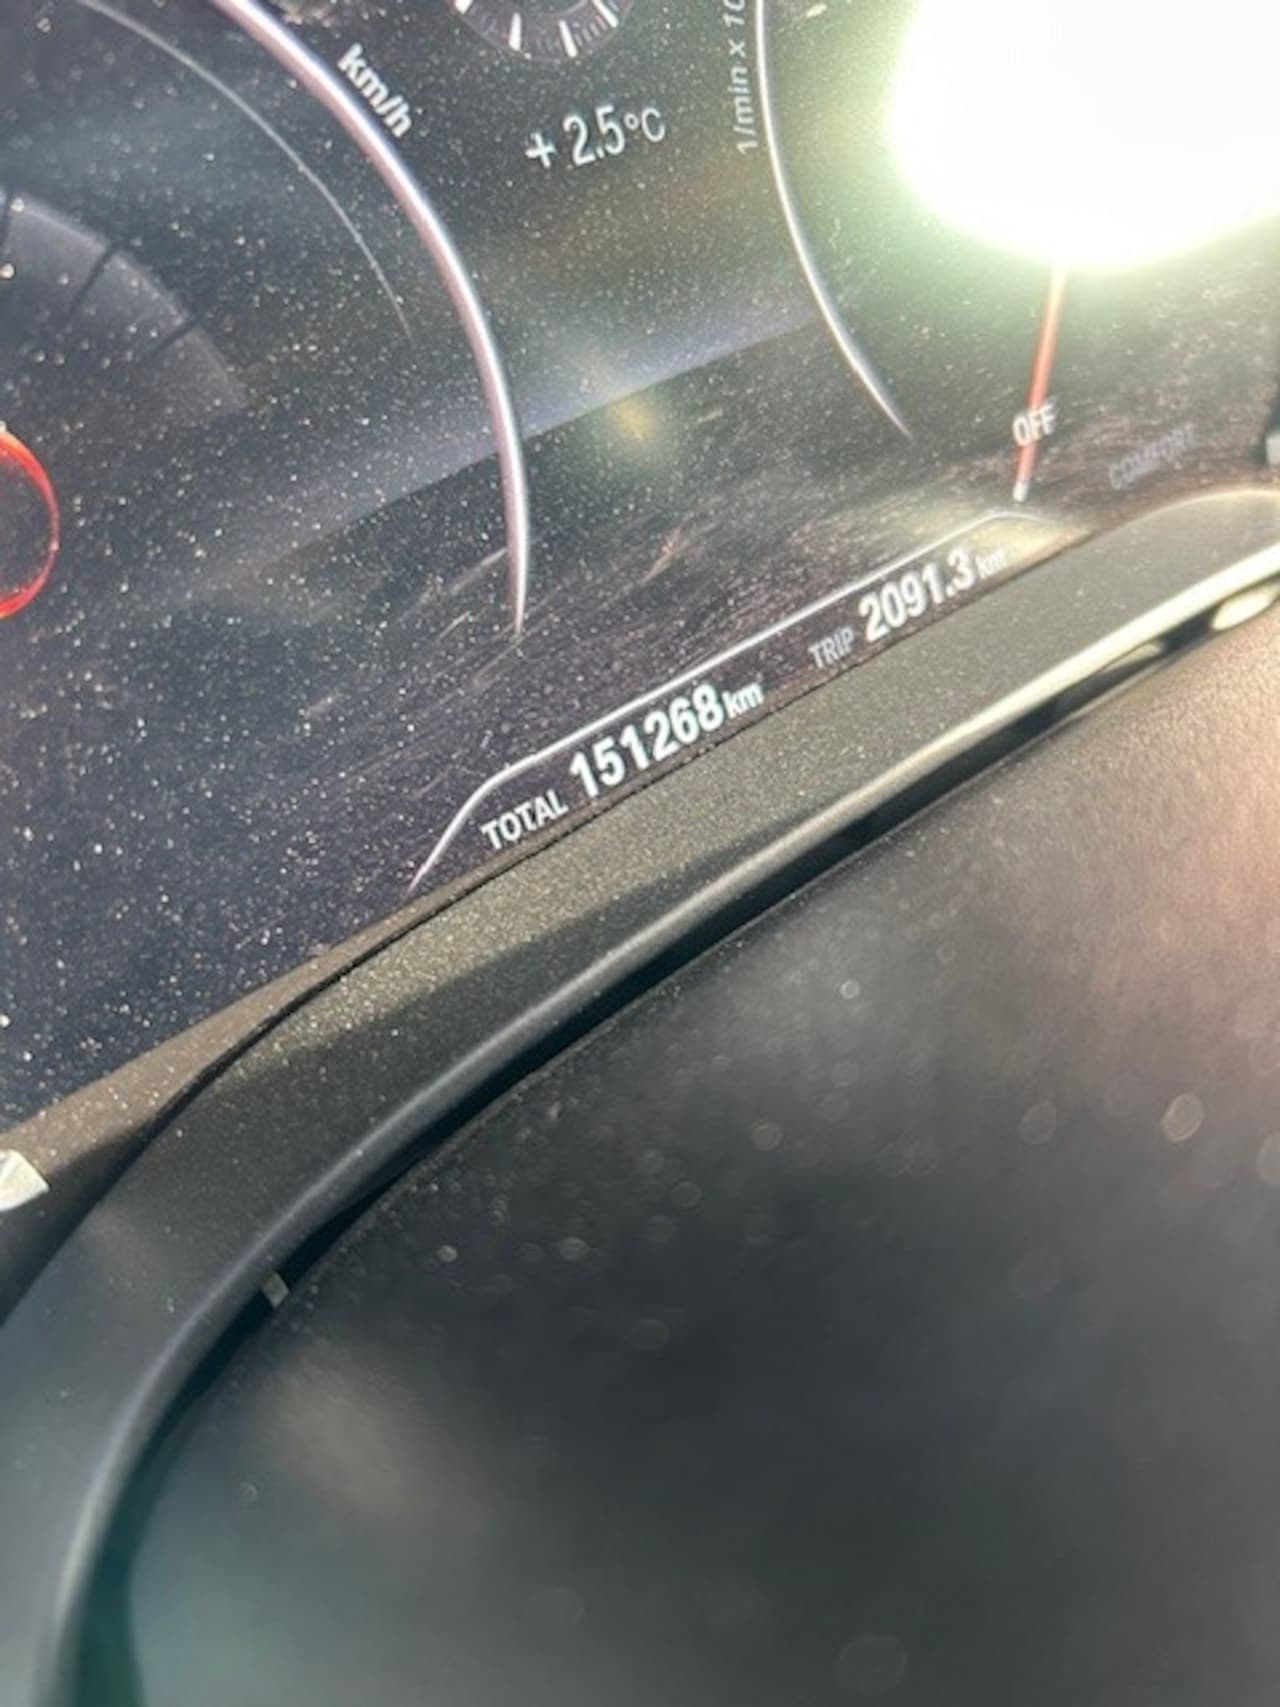 km/h
+ 2.5°C
1/min x 10
OFF
COMFORT
TRIP 2091.3 km
TOTAL 151268 km